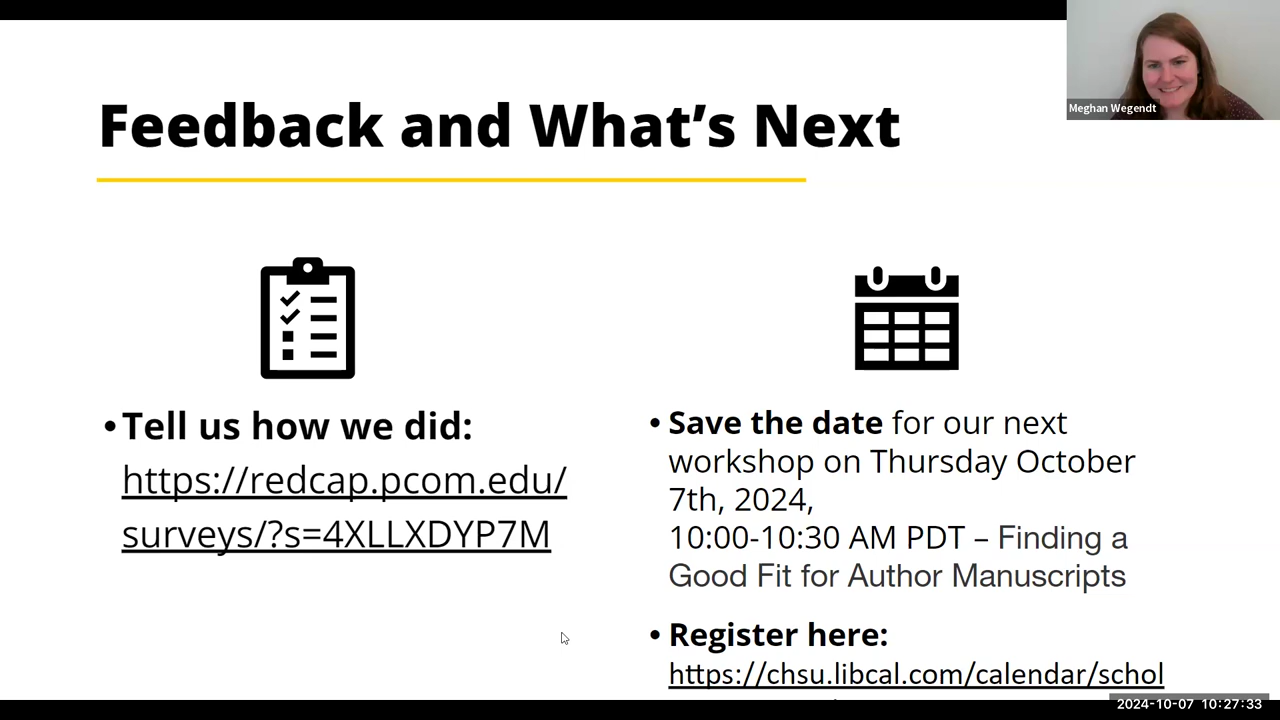 Meghan Wegendt
Feedback and What's Next
•Tell us how we did:
https://redcap.pcom.edu/
surveys/?s=4XLLXDYP7M
•Save the date for our next
workshop on Thursday October
7th, 2024,
10:00-10:30 AM PDT – Finding a
Good Fit for Author Manuscripts
•Register here:
https://chsu.libcal.com/calendar/schol
2024-10-07 10:27:33